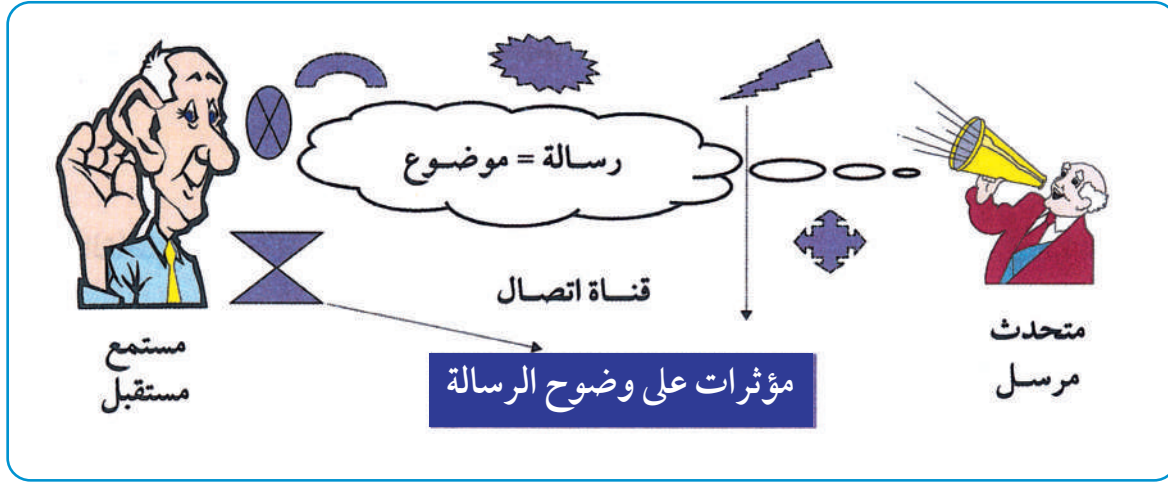 رسالة = موضوع
قناة اتصال
متحدث
مرسل
مستمع
مستقبل
مؤثرات على وضوح الرسالة